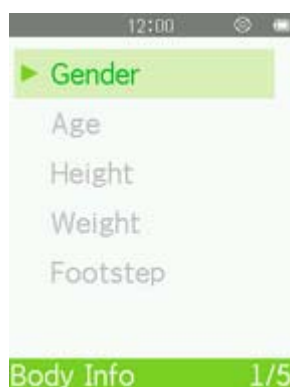 12:00
Gender
Age
Height
Weight
Footstep
Body Info 1/5